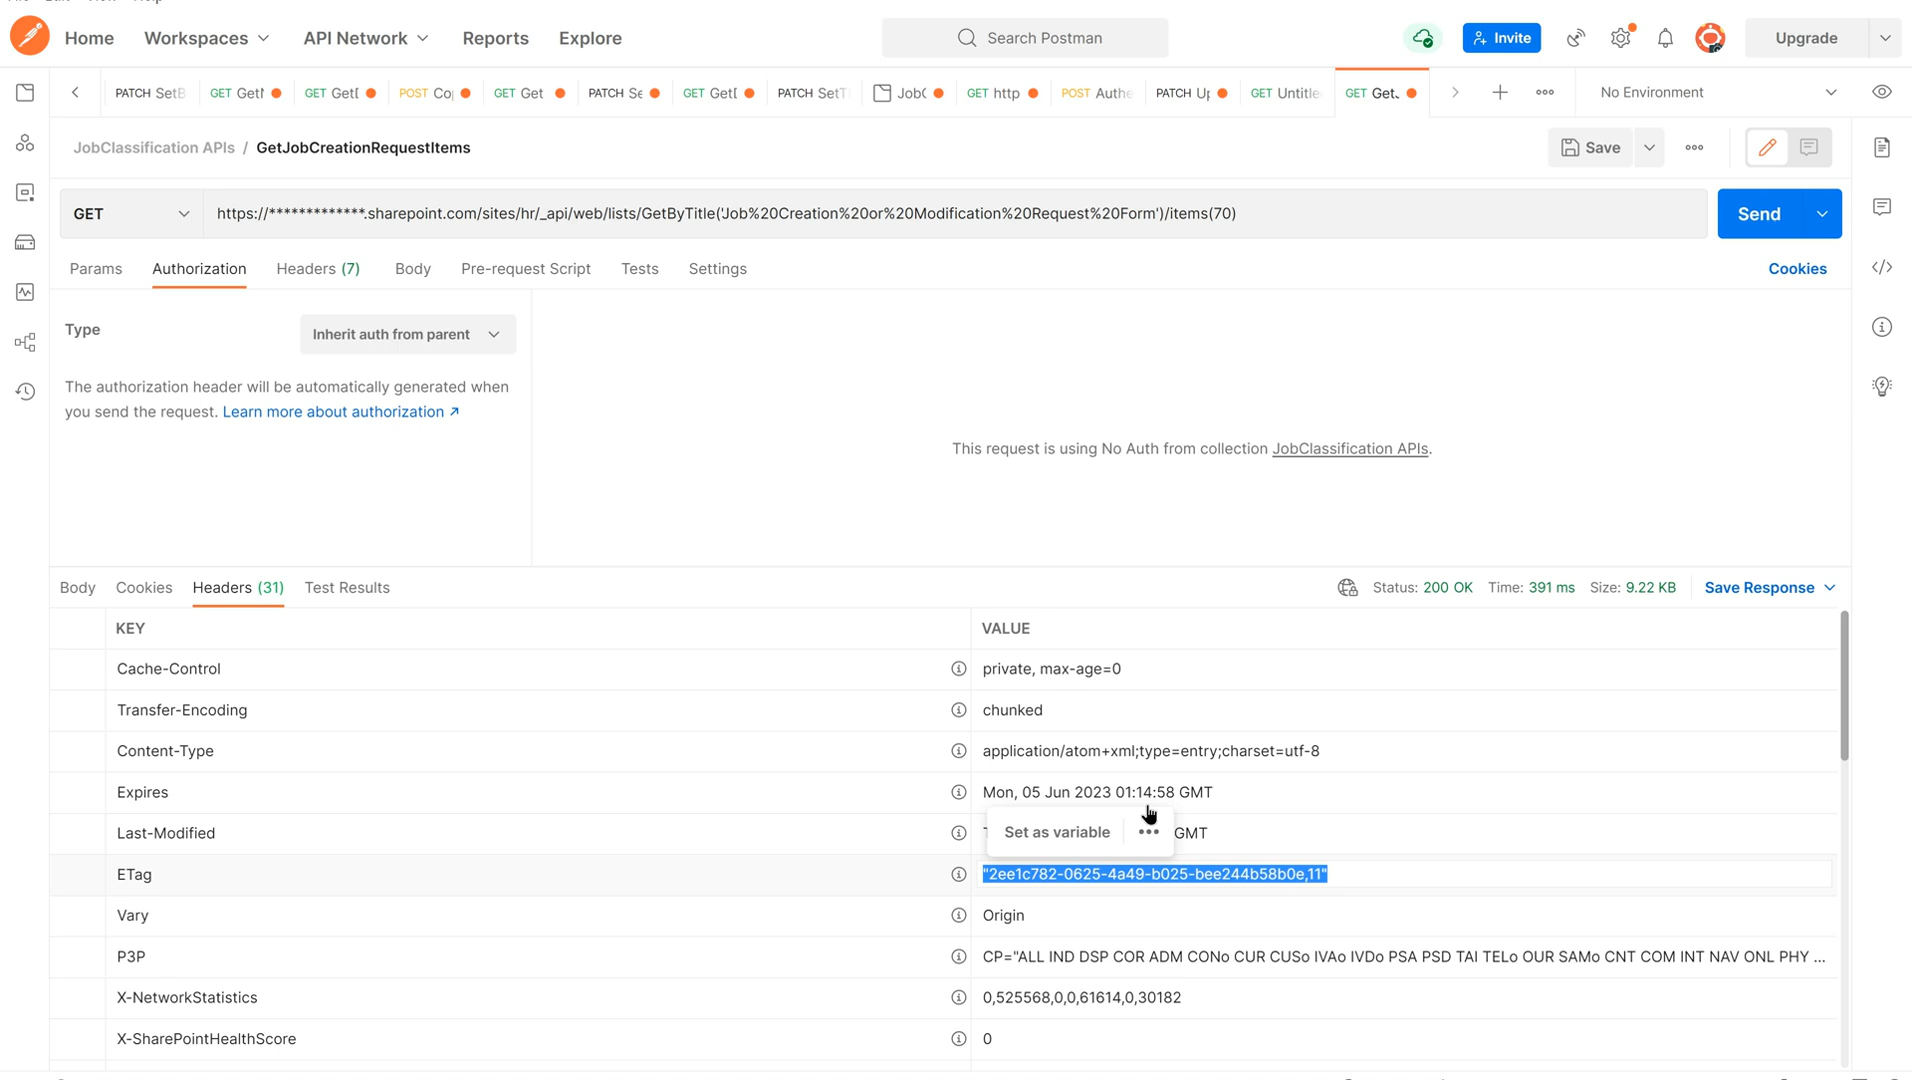 Home Workspaces API Network Reports Explore Search Postman Invite Upgrade
PATCH SetB GET GetN GET GetD POST Co GET Get PATCH Se GET GetD PATCH SetT Job GET http POST Authe PATCH Up GET Untitle GET Get No Environment
JobClassification APIs / GetJobCreationRequestItems Save
GET https://*************.sharepoint.com/sites/hr/_api/web/lists/GetByTitle('Job%20Creation%20or%20Modification%20Request%20Form')/items(70) Send
Params Authorization Headers (7) Body Pre-request Script Tests Settings Cookies
Type Inherit auth from parent
The authorization header will be automatically generated when
you send the request. Learn more about authorization ↗
This request is using No Auth from collection JobClassification APIs.
Body Cookies Headers (31) Test Results Status: 200 OK Time: 391 ms Size: 9.22 KB Save Response
KEY VALUE
Cache-Control private, max-age=0
Transfer-Encoding chunked
Content-Type application/atom+xml;type=entry;charset=utf-8
Expires Mon, 05 Jun 2023 01:14:58 GMT
Last-Modified Set as variable ••• GMT
ETag "2ee1c782-0625-4a49-b025-bee244b58b0e,11"
Vary Origin
P3P CP="ALL IND DSP COR ADM CONo CUR CUSo IVAo IVDo PSA PSD TAI TELo OUR SAMo CNT COM INT NAV ONL PHY ...
X-NetworkStatistics 0,525568,0,0,61614,0,30182
X-SharePointHealthScore 0